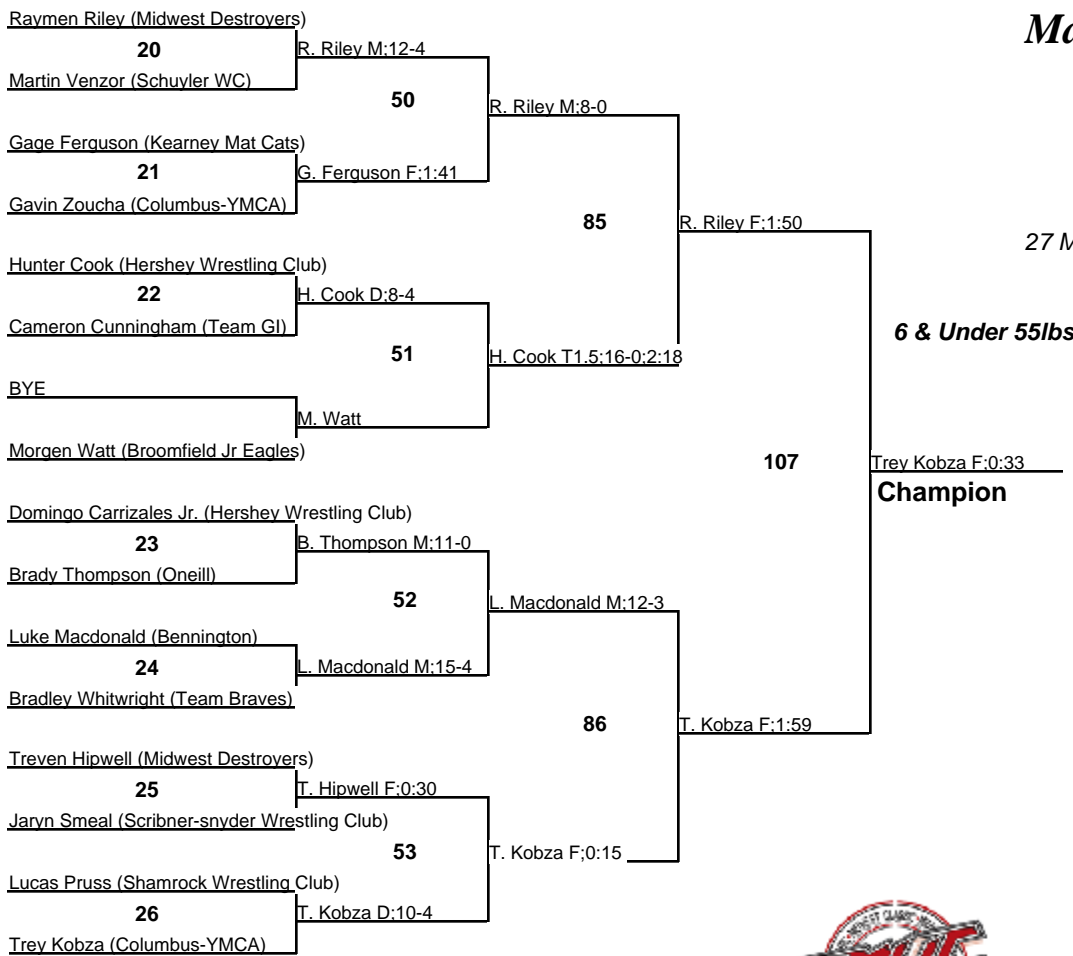 Raymen Riley (Midwest Destroyers)
Ma
20
R. Riley M;12-4
Martin Venzor (Schuyler WC)
50
R. Riley M;8-0
Gage Ferguson (Kearney Mat Cats)
21
G. Ferguson F;1:41
Gavin Zoucha (Columbus-YMCA)
85
R. Riley F;1:50
27 M
Hunter Cook (Hershey Wrestling Club)
22
H. Cook D;8-4
Cameron Cunningham (Team GI)
6 & Under 55lbs
51
H. Cook T1.5;16-0;2:18
BYE
M. Watt
Morgen Watt (Broomfield Jr Eagles)
107
Trey Kobza F;0:33
Champion
Domingo Carrizales Jr. (Hershey Wrestling Club)
23
B. Thompson M;11-0
Brady Thompson (Oneill)
52
L. Macdonald M;12-3
Luke Macdonald (Bennington)
24
L. Macdonald M;15-4
Bradley Whitwright (Team Braves)
86
T. Kobza F;1:59
Treven Hipwell (Midwest Destroyers)
25
T. Hipwell F;0:30
Jaryn Smeal (Scribner-snyder Wrestling Club)
53
T. Kobza F;0:15
Lucas Pruss (Shamrock Wrestling Club)
26
T. Kobza D;10-4
Trey Kobza (Columbus-YMCA)